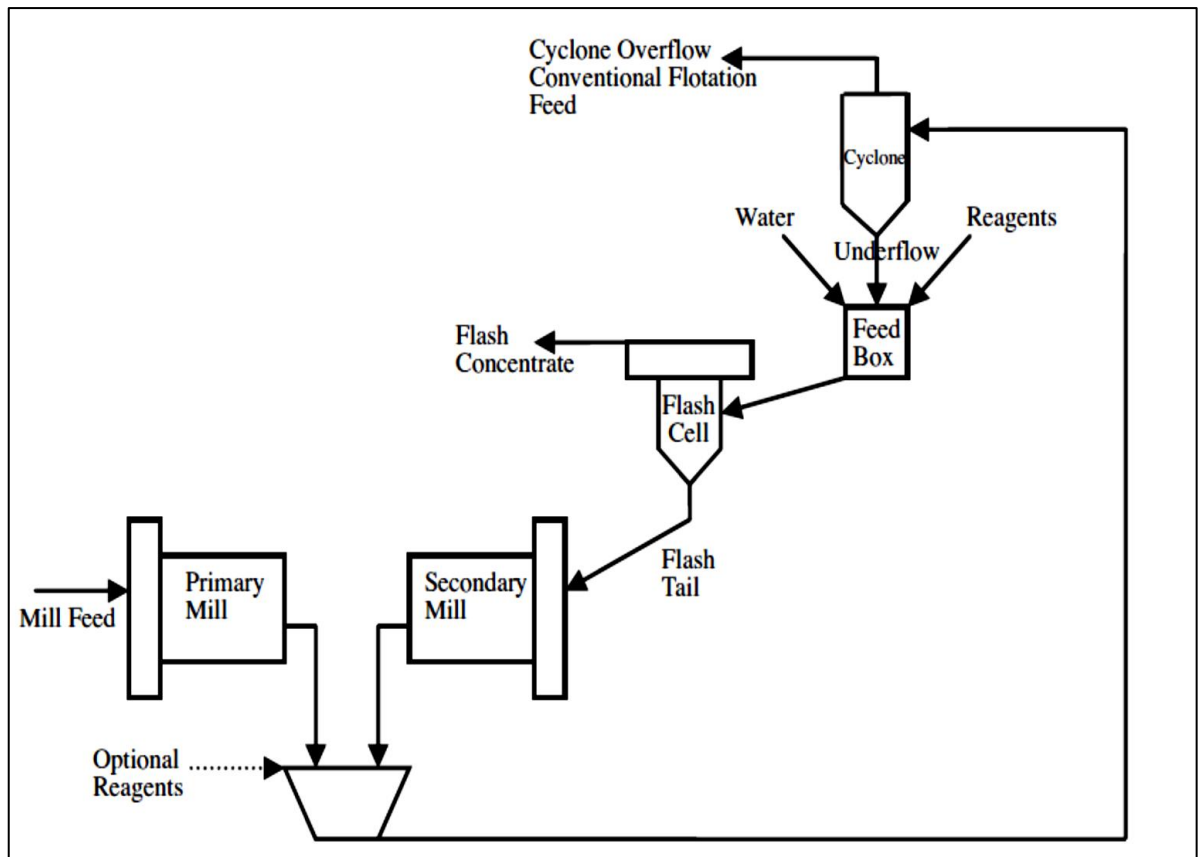 Cyclone Overflow
Conventional Flotation
Feed
Cyclone
Water
Reagents
Underflow
Feed
Box
Flash
Concentrate
Flash
Cell
Flash
Tail
Primary
Mill
Secondary
Mill
Mill Feed
Optional
Reagents